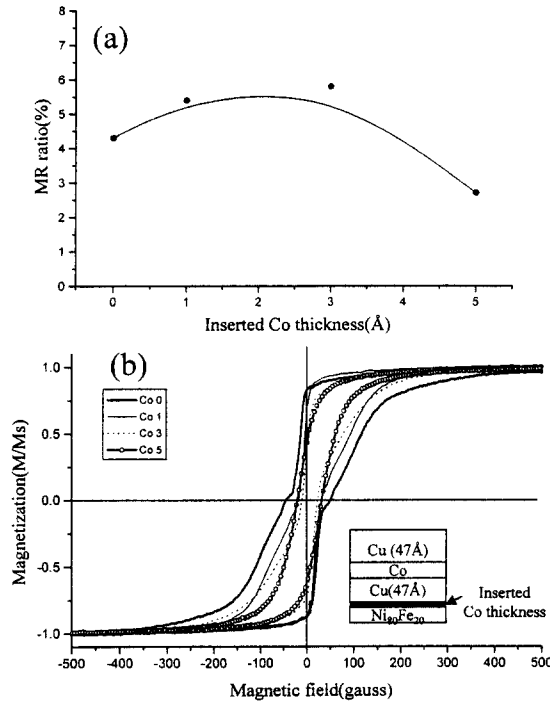 (a)
MR ratio(%)
8
7
6
5
4
3
2
1
0
0 1 2 3 4 5
Inserted Co thickness(Å)
(b)
Magnetization(M/Ms)
1.0
0.5
0.0
-0.5
-1.0
Co 0
Co 1
Co 3
Co 5
Cu (47Å)
Co
Cu(47Å)
Ni80Fe20
Inserted
Co thickness
-500 -400 -300 -200 -100 0 100 200 300 400 500
Magnetic field(gauss)